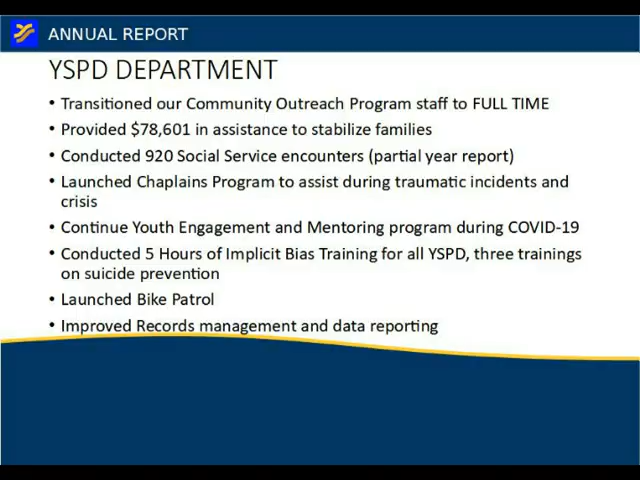 ANNUAL REPORT
YSPD DEPARTMENT
• Transitioned our Community Outreach Program staff to FULL TIME
• Provided $78,601 in assistance to stabilize families
• Conducted 920 Social Service encounters (partial year report)
• Launched Chaplains Program to assist during traumatic incidents and
crisis
• Continue Youth Engagement and Mentoring program during COVID-19
• Conducted 5 Hours of Implicit Bias Training for all YSPD, three trainings
on suicide prevention
• Launched Bike Patrol
• Improved Records management and data reporting